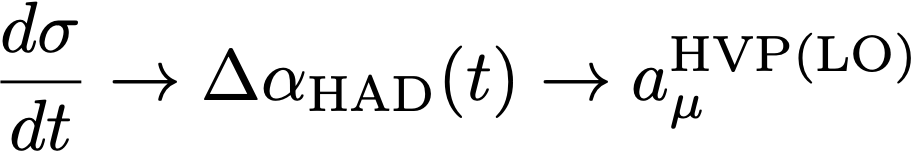 dσ/dt → Δα_HAD(t) → a_μ^HVP(LO)